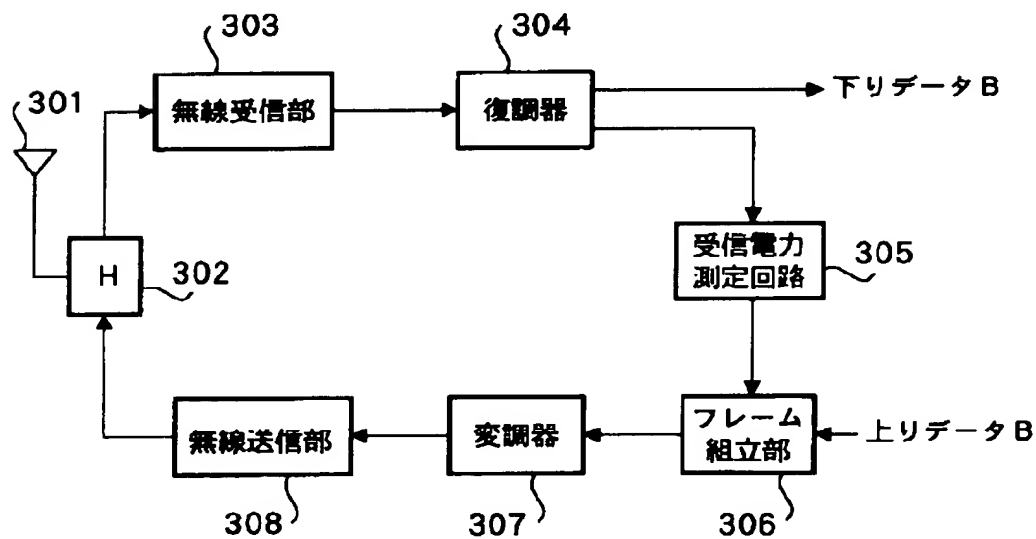 303
304
301
無線受信部
復調器
下りデータB
H
302
受信電力
測定回路
305
無線送信部
変調器
フレーム
組立部
上りデータB
308
307
306